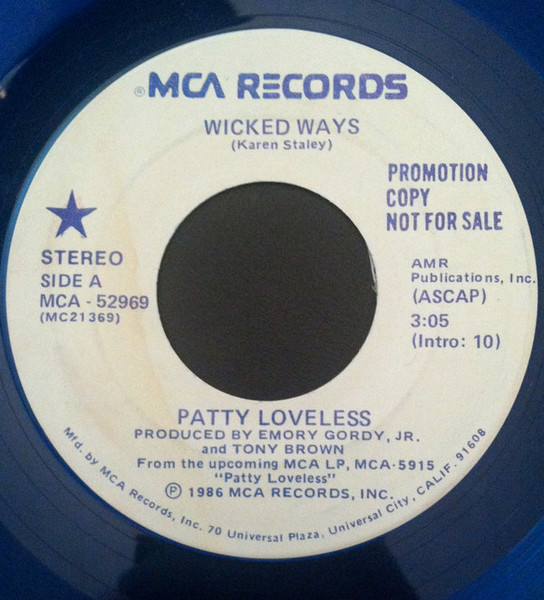 ®MCA RECORDS
WICKED WAYS
(Karen Staley)
PROMOTION
COPY
NOT FOR SALE
STEREO
SIDE A
MCA - 52969
(MC21369)
AMR
Publications, Inc.
(ASCAP)
3:05
(Intro: 10)
PATTY LOVELESS
PRODUCED BY EMORY GORDY, JR.
and TONY BROWN
From the upcoming MCA LP, MCA-5915
"Patty Loveless"
℗ 1986 MCA RECORDS, INC.
Mfd. by MCA Records, Inc. 70 Universal Plaza, Universal City, CALIF. 91608